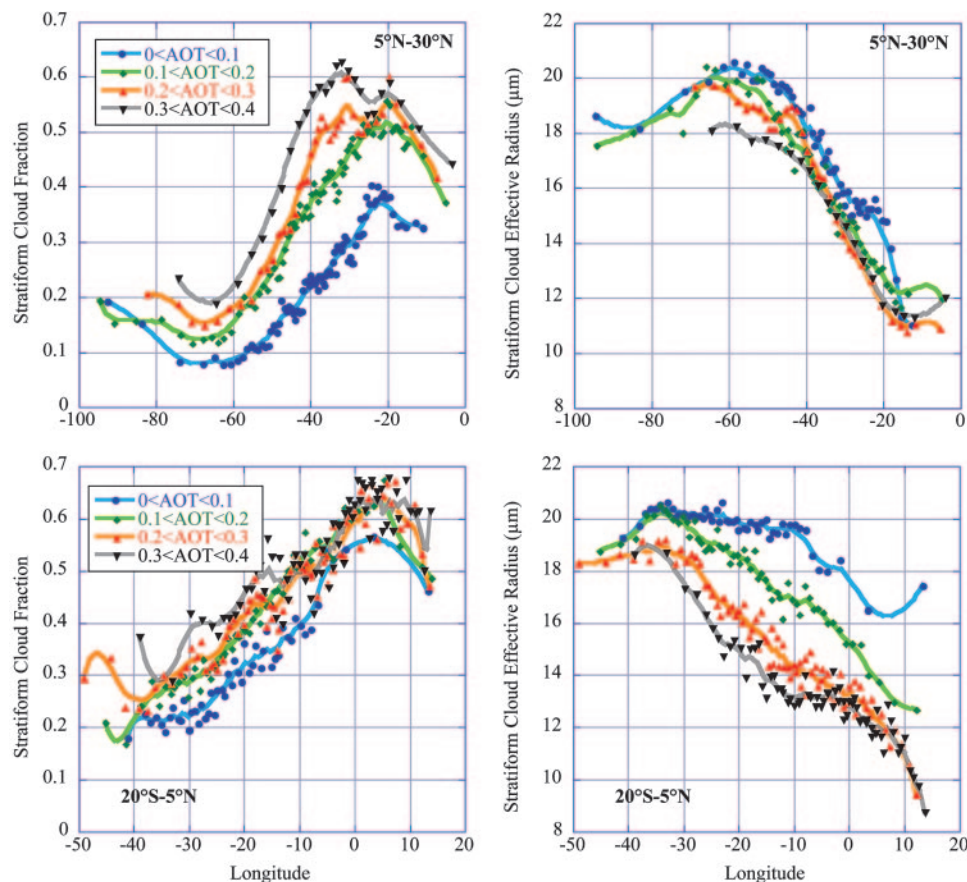 0.7
0.6
0.5
0.4
0.3
0.2
0.1
0
Stratiform Cloud Fraction
5°N-30°N
0<AOT<0.1
0.1<AOT<0.2
0.2<AOT<0.3
0.3<AOT<0.4
-100 -80 -60 -40 -20 0
22
20
18
16
14
12
10
8
Stratiform Cloud Effective Radius (µm)
5°N-30°N
-100 -80 -60 -40 -20 0
0.7
0.6
0.5
0.4
0.3
0.2
0.1
0
Stratiform Cloud Fraction
0<AOT<0.1
0.1<AOT<0.2
0.2<AOT<0.3
0.3<AOT<0.4
20°S-5°N
-50 -40 -30 -20 -10 0 10 20
Longitude
22
20
18
16
14
12
10
8
Stratiform Cloud Effective Radius (µm)
20°S-5°N
-50 -40 -30 -20 -10 0 10 20
Longitude